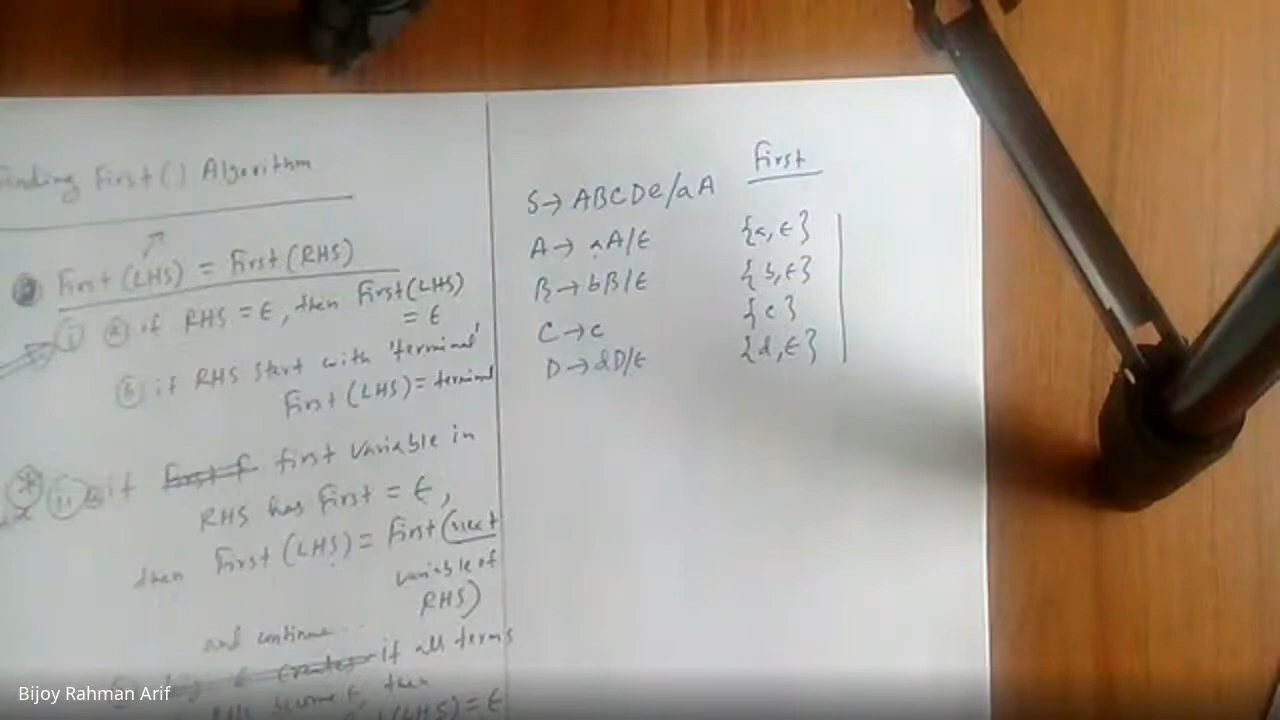 Finding First() Algorithm
First(LHS) = First(RHS)
(i) (a) if RHS = ϵ, then First(LHS)
= ϵ
(b) if RHS start with 'terminal'
First(LHS) = terminal
(ii) (a) if first variable in
RHS has First = ϵ,
then First(LHS) = First(next
variable of
RHS)
and continue..
if all terms
RHS become ϵ, then
(LHS) = ϵ
First
S → ABCDe/aA
A → aA/ϵ {a, ϵ}
B → bB/ϵ {b, ϵ}
C → c {c}
D → dD/ϵ {d, ϵ}
Bijoy Rahman Arif